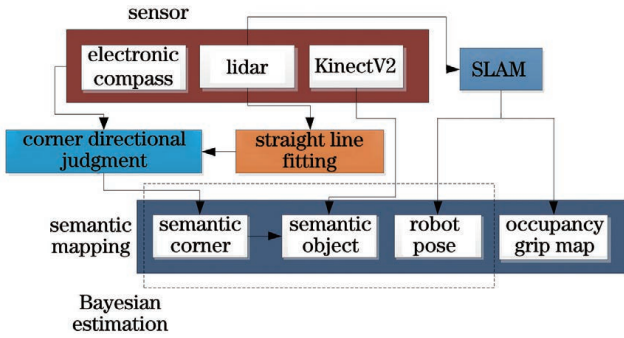 sensor
electronic
compass
lidar
KinectV2
SLAM
corner directional
judgment
straight line
fitting
semantic
mapping
semantic
corner
semantic
object
robot
pose
occupancy
grip map
Bayesian
estimation